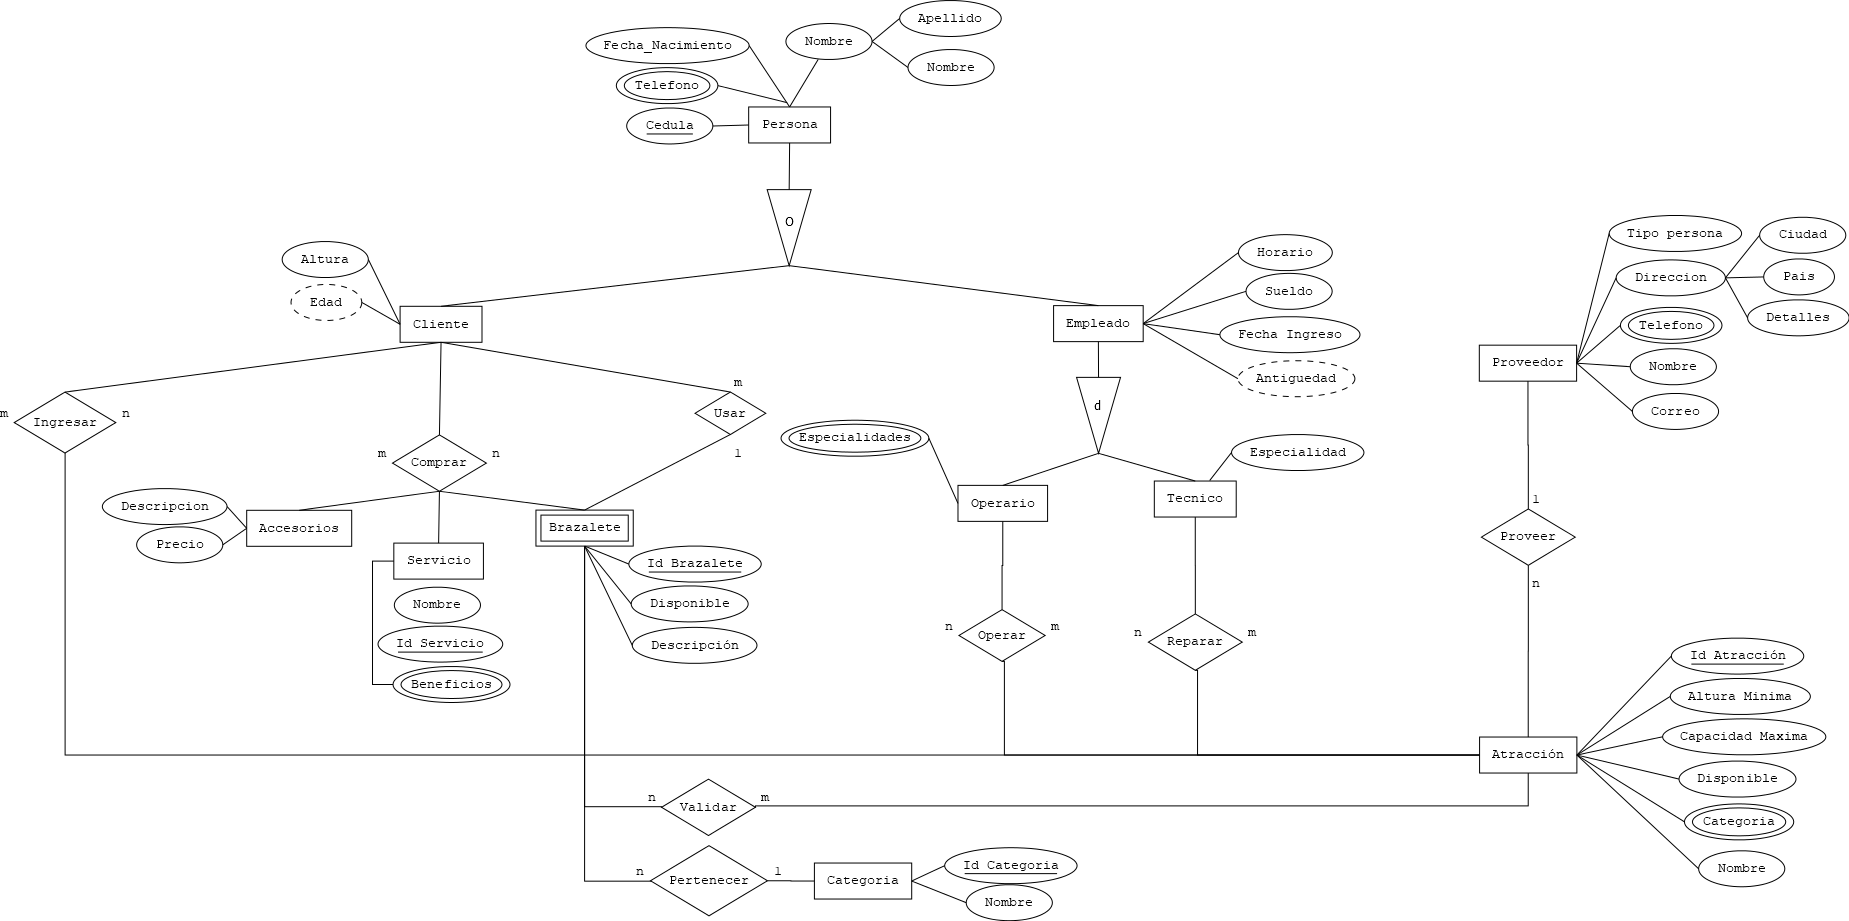 Apellido
Fecha_Nacimiento
Nombre
Nombre
Telefono
Cedula
Persona
O
Altura
Edad
Cliente
Horario
Sueldo
Empleado
Fecha Ingreso
Antiguedad
Tipo persona
Ciudad
Direccion
Pais
Telefono
Detalles
Proveedor
Nombre
Correo
m
n
Ingresar
m
Usar
1
d
Especialidades
Especialidad
m
n
Comprar
Operario
Tecnico
Descripcion
Accesorios
Precio
Brazalete
Servicio
Id Brazalete
Nombre
Disponible
Id Servicio
Descripción
Beneficios
n
m
Operar
n
m
Reparar
1
Proveer
n
Id Atracción
Altura Minima
Capacidad Maxima
Atracción
Disponible
Categoria
Nombre
n
m
Validar
n
1
Pertenecer
Categoria
Id Categoria
Nombre